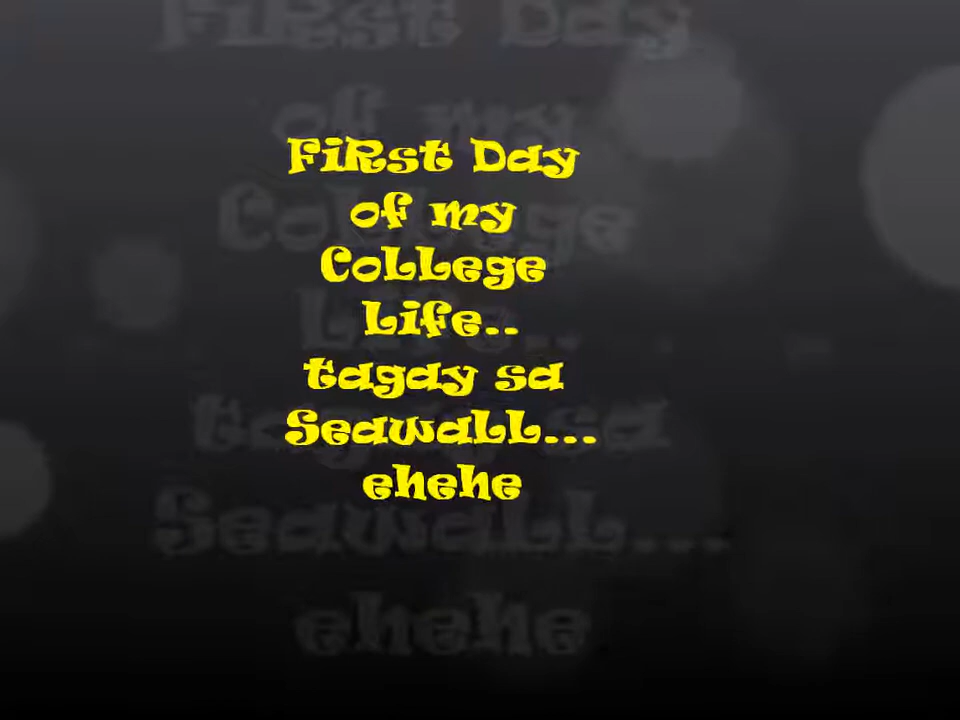 FiRst Day
of my
CoLLege
Life..
tagay sa
SeawaLL...
ehehe